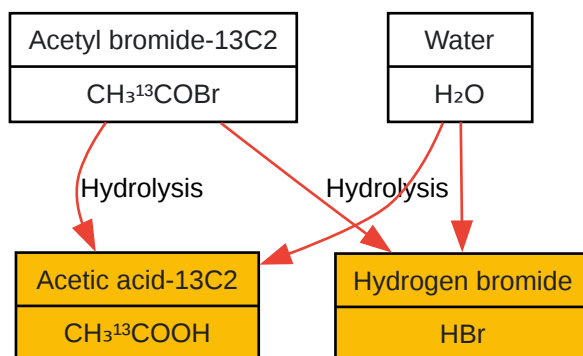 Acetyl bromide-13C2
CH₃¹³COBr
Water
H₂O
Hydrolysis
Hydrolysis
Acetic acid-13C2
CH₃¹³COOH
Hydrogen bromide
HBr